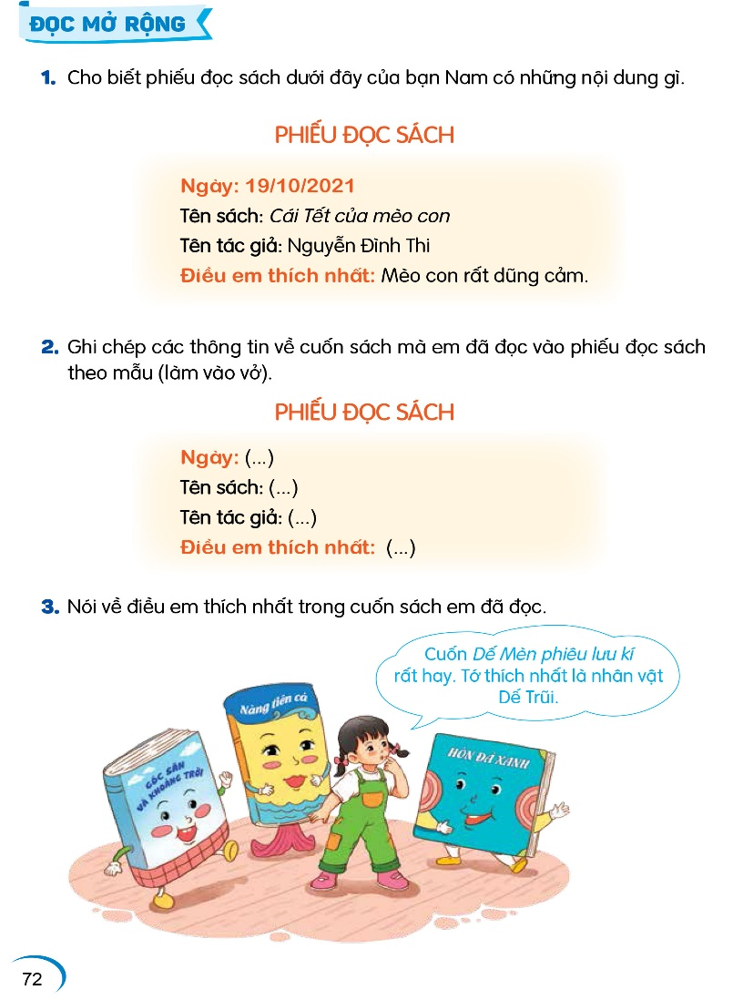 ĐỌC MỞ RỘNG
1. Cho biết phiếu đọc sách dưới đây của bạn Nam có những nội dung gì.
PHIẾU ĐỌC SÁCH
Ngày: 19/10/2021
Tên sách: Cái Tết của mèo con
Tên tác giả: Nguyễn Đình Thi
Điều em thích nhất: Mèo con rất dũng cảm.
2. Ghi chép các thông tin về cuốn sách mà em đã đọc vào phiếu đọc sách
theo mẫu (làm vào vở).
PHIẾU ĐỌC SÁCH
Ngày: (...)
Tên sách: (...)
Tên tác giả: (...)
Điều em thích nhất: (...)
3. Nói về điều em thích nhất trong cuốn sách em đã đọc.
Cuốn Dế Mèn phiêu lưu kí
rất hay. Tớ thích nhất là nhân vật
Dế Trũi.
Nàng tiên cá
GÓC SÂN
VÀ KHOẢNG TRỜI
HÒN ĐÁ XANH
72